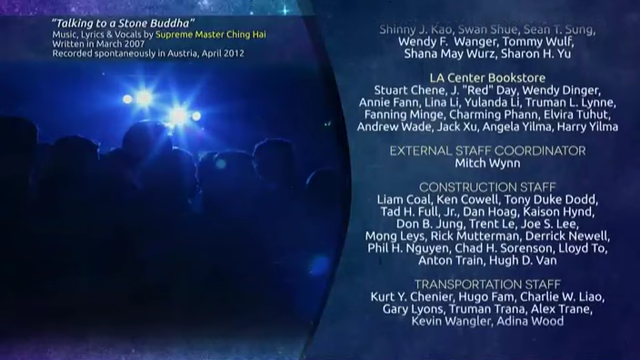 "Talking to a Stone Buddha"
Music, Lyrics & Vocals by Supreme Master Ching Hai
Written in March 2007
Recorded spontaneously in Austria, April 2012
Shinny J. Kao, Swan Shue, Sean T. Sung,
Wendy F. Wanger, Tommy Wulf,
Shana May Wurz, Sharon H. Yu
LA Center Bookstore
Stuart Chene, J. "Red" Day, Wendy Dinger,
Annie Fann, Lina Li, Yulanda Li, Truman L. Lynne,
Fanning Minge, Charming Phann, Elvira Tuhut,
Andrew Wade, Jack Xu, Angela Yilma, Harry Yilma
EXTERNAL STAFF COORDINATOR
Mitch Wynn
CONSTRUCTION STAFF
Liam Coal, Ken Cowell, Tony Duke Dodd,
Tad H. Full, Jr., Dan Hoag, Kaison Hynd,
Don B. Jung, Trent Le, Joe S. Lee,
Mong Leys, Rick Mutterman, Derrick Newell,
Phil H. Nguyen, Chad H. Sorenson, Lloyd To,
Anton Train, Hugh D. Van
TRANSPORTATION STAFF
Kurt Y. Chenier, Hugo Fam, Charlie W. Liao,
Gary Lyons, Truman Trana, Alex Trane,
Kevin Wangler, Adina Wood